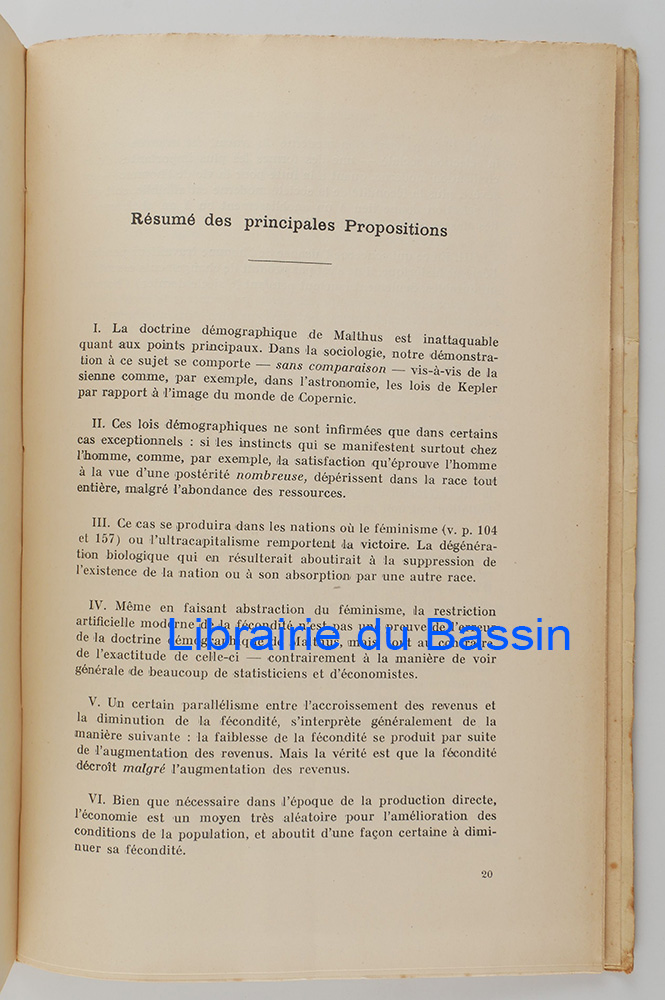 Résumé des principales Propositions
I. La doctrine démographique de Malthus est inattaquable
quant aux points principaux. Dans la sociologie, notre démonstra-
tion à ce sujet se comporte — sans comparaison — vis-à-vis de la
sienne comme, par exemple, dans l'astronomie, les lois de Kepler
par rapport à l'image du monde de Copernic.
II. Ces lois démographiques ne sont infirmées que dans certains
cas exceptionnels : si les instincts qui se manifestent surtout chez
l'homme, comme, par exemple, la satisfaction qu'éprouve l'homme
à la vue d'une postérité nombreuse, dépérissent dans la race tout
entière, malgré l'abondance des ressources.
III. Ce cas se produira dans les nations où le féminisme (v. p. 104
et 157) ou l'ultracapitalisme remportent la victoire. La dégénéra-
tion biologique qui en résulterait aboutirait à la suppression de
l'existence de la nation ou à son absorption par une autre race.
IV. Même en faisant abstraction du féminisme, la restriction
artificielle moderne de la fécondité n'est pas une preuve de l'erreur
de la doctrine démographique de Malthus, mais tout au contraire
de l'exactitude de celle-ci — contrairement à la manière de voir
générale de beaucoup de statisticiens et d'économistes.
Librairie du Bassin
V. Un certain parallélisme entre l'accroissement des revenus et
la diminution de la fécondité, s'interprète généralement de la
manière suivante : la faiblesse de la fécondité se produit par suite
de l'augmentation des revenus. Mais la vérité est que la fécondité
décroît malgré l'augmentation des revenus.
VI. Bien que nécessaire dans l'époque de la production directe,
l'économie est un moyen très aléatoire pour l'amélioration des
conditions de la population, et aboutit d'une façon certaine à dimi-
nuer sa fécondité.
20